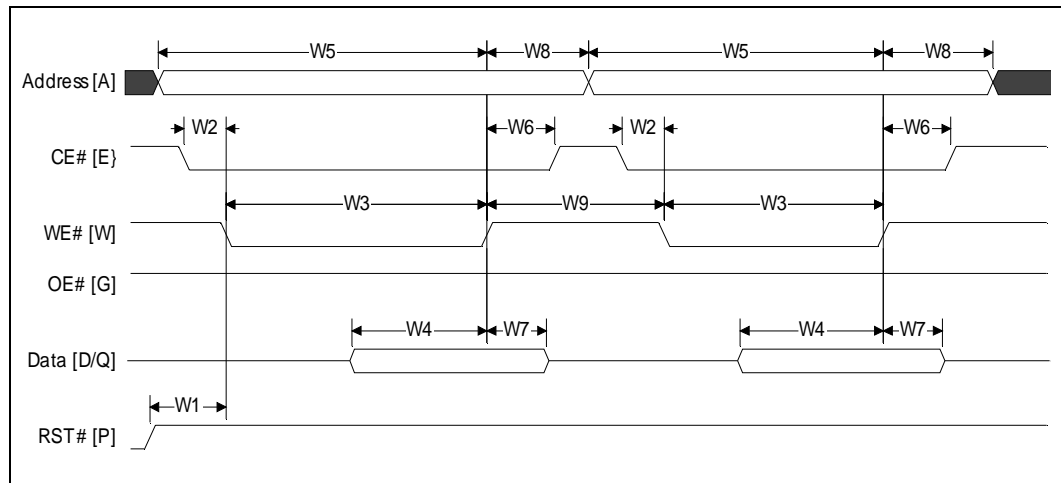 W5 W8 W5 W8
Address [A]
W2 W6 W2 W6
CE# [E}
W3 W9 W3
WE# [W]
OE# [G]
W4 W7 W4 W7
Data [D/Q]
W1
RST# [P]